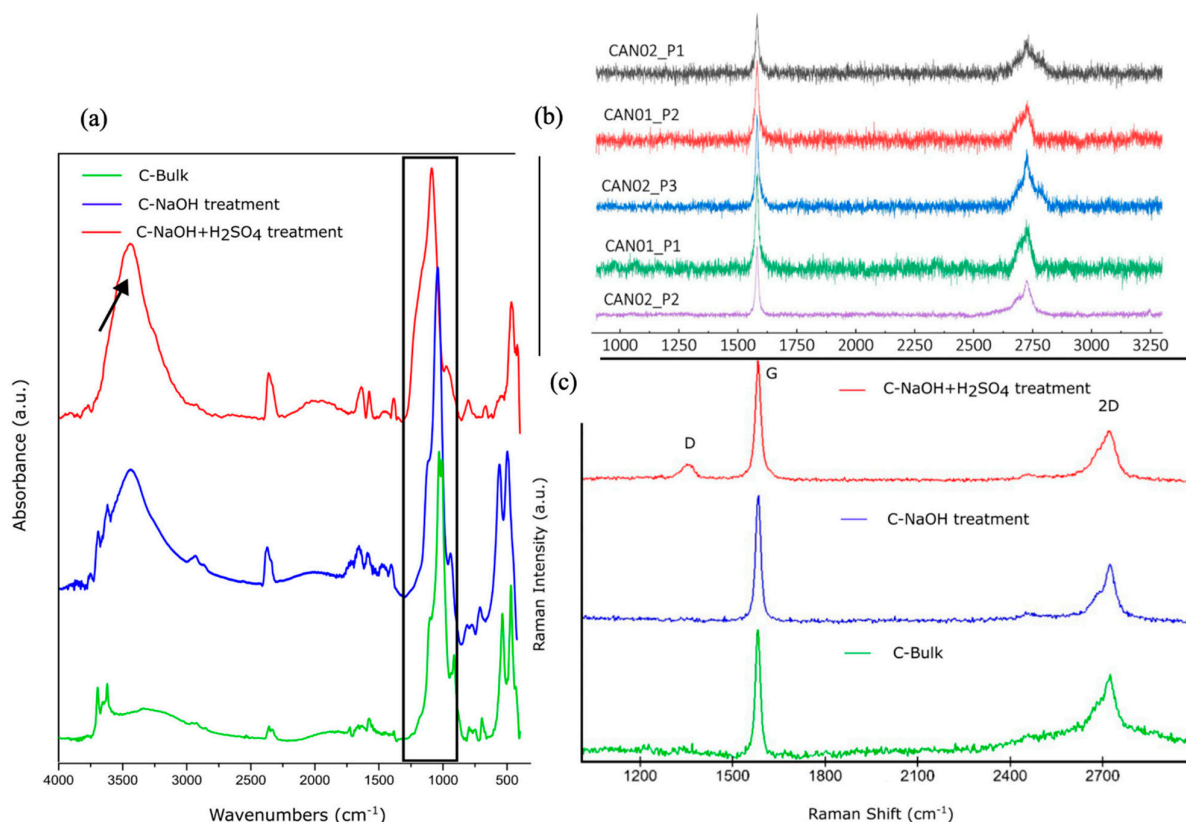 (a)
C-Bulk
C-NaOH treatment
C-NaOH+H₂SO₄ treatment
Absorbance (a.u.)
4000 3500 3000 2500 2000 1500 1000 500
Wavenumbers (cm⁻¹)
(b)
CAN02_P1
CAN01_P2
CAN02_P3
CAN01_P1
CAN02_P2
1000 1250 1500 1750 2000 2250 2500 2750 3000 3250
(c)
Raman Intensity (a.u.)
G
C-NaOH+H₂SO₄ treatment
D
2D
C-NaOH treatment
C-Bulk
1200 1500 1800 2100 2400 2700
Raman Shift (cm⁻¹)